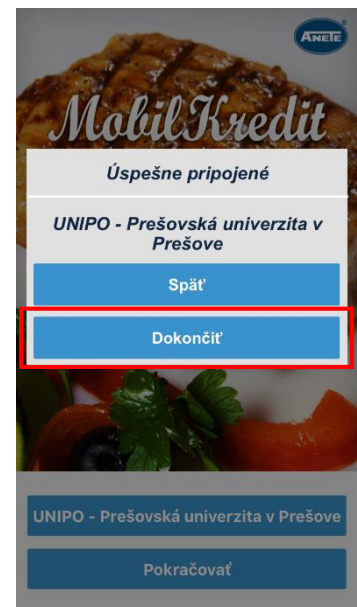 ANETE
MobilKredit
Úspešne pripojené
UNIPO - Prešovská univerzita v
Prešove
Späť
Dokončiť
UNIPO - Prešovská univerzita v Prešove
Pokračovať